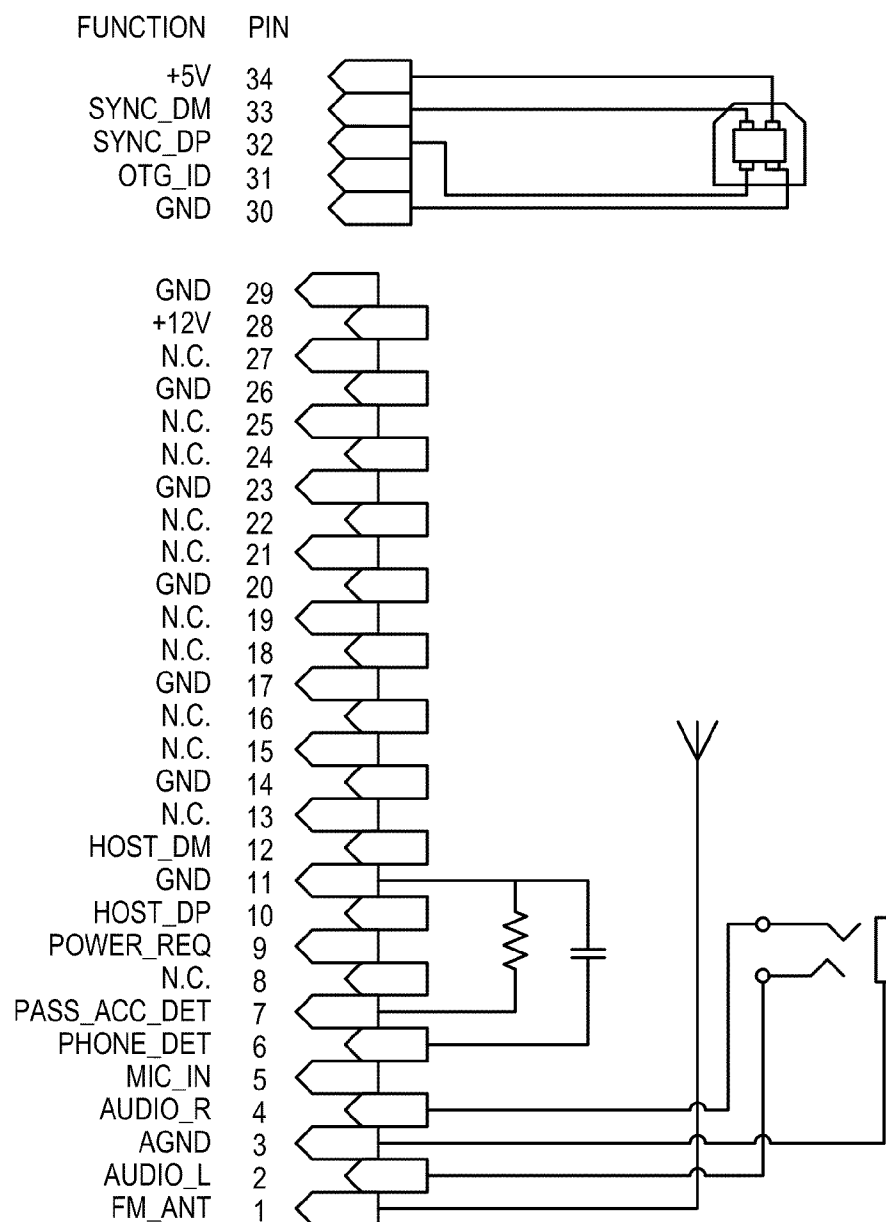 FUNCTION PIN
+5V 34
SYNC_DM 33
SYNC_DP 32
OTG_ID 31
GND 30
GND 29
+12V 28
N.C. 27
GND 26
N.C. 25
N.C. 24
GND 23
N.C. 22
N.C. 21
GND 20
N.C. 19
N.C. 18
GND 17
N.C. 16
N.C. 15
GND 14
N.C. 13
HOST_DM 12
GND 11
HOST_DP 10
POWER_REQ 9
N.C. 8
PASS_ACC_DET 7
PHONE_DET 6
MIC_IN 5
AUDIO_R 4
AGND 3
AUDIO_L 2
FM_ANT 1